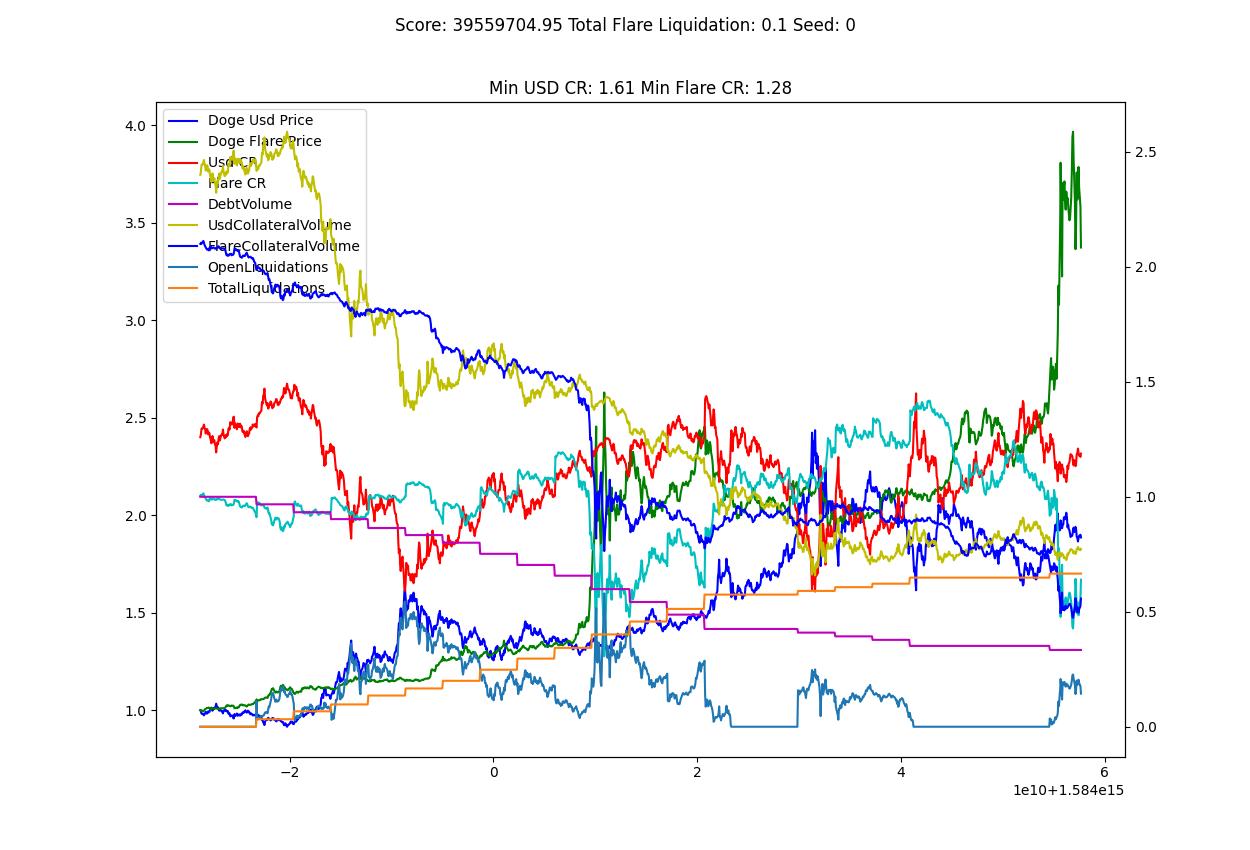 Score: 39559704.95 Total Flare Liquidation: 0.1 Seed: 0
Min USD CR: 1.61 Min Flare CR: 1.28
Doge Usd Price
Doge Flare Price
Usd CR
Flare CR
DebtVolume
UsdCollateralVolume
FlareCollateralVolume
OpenLiquidations
TotalLiquidations
4.0
3.5
3.0
2.5
2.0
1.5
1.0
2.5
2.0
1.5
1.0
0.5
0.0
−2
0
2
4
6
1e10+1.584e15